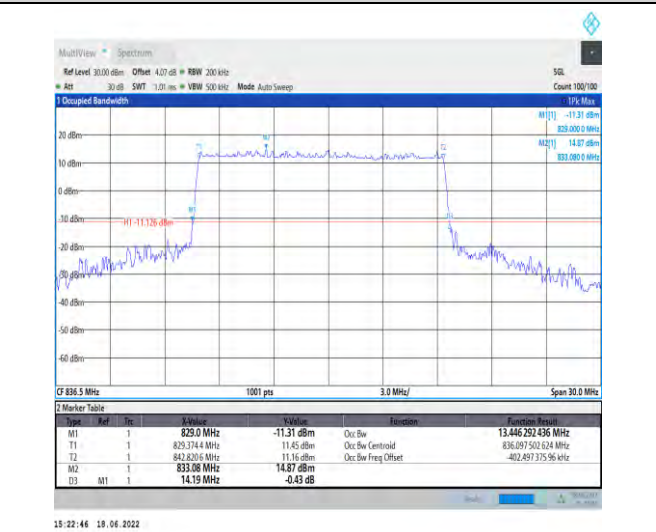 MultiView Spectrum
Ref Level 30.00 dBm Offset 4.07 dB RBW 200 kHz SGL
Att 30 dB SWT 1.01 ms VBW 500 kHz Mode Auto Sweep Count 100/100
1 Occupied Bandwidth 1Pk Max
M1[1] -11.31 dBm
829.000 0 MHz
M2[1] 14.87 dBm
833.080 0 MHz
20 dBm
M2
10 dBm
0 dBm
M1
-10 dBm
H1 -11.126 dBm
-20 dBm
-30 dBm
-40 dBm
-50 dBm
-60 dBm
CF 836.5 MHz 1001 pts 3.0 MHz/ Span 30.0 MHz
2 Marker Table
Type Ref Trc X-Value Y-Value Function Function Result
M1 1 829.0 MHz -11.31 dBm Occ Bw 13.446 292 436 MHz
T1 1 829.374 4 MHz 11.45 dBm Occ Bw Centroid 836.097 502 624 MHz
T2 1 842.820 6 MHz 11.16 dBm Occ Bw Freq Offset -402.497 375 96 kHz
M2 1 833.08 MHz 14.87 dBm
D3 M1 1 14.19 MHz -0.43 dB
15:22:46 18.06.2022